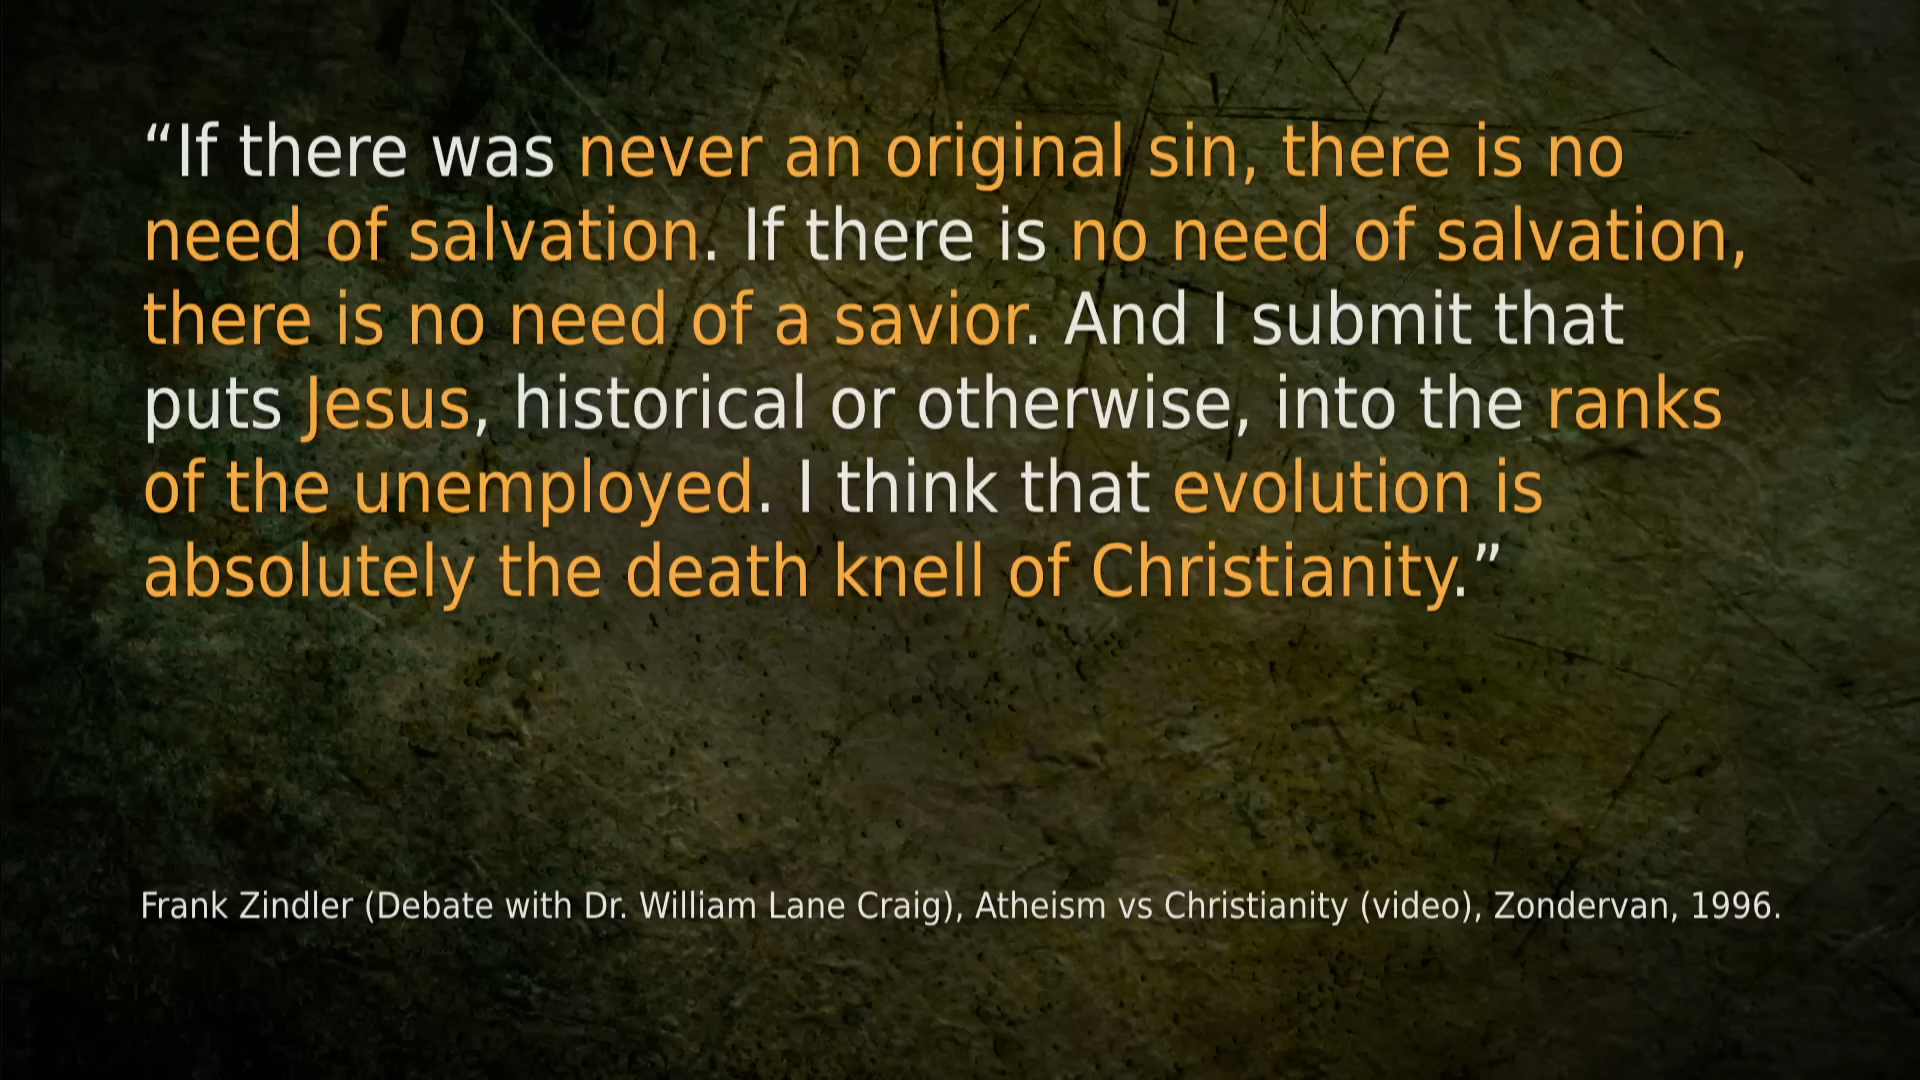 “If there was never an original sin, there is no
need of salvation. If there is no need of salvation,
there is no need of a savior. And I submit that
puts Jesus, historical or otherwise, into the ranks
of the unemployed. I think that evolution is
absolutely the death knell of Christianity.”
Frank Zindler (Debate with Dr. William Lane Craig), Atheism vs Christianity (video), Zondervan, 1996.